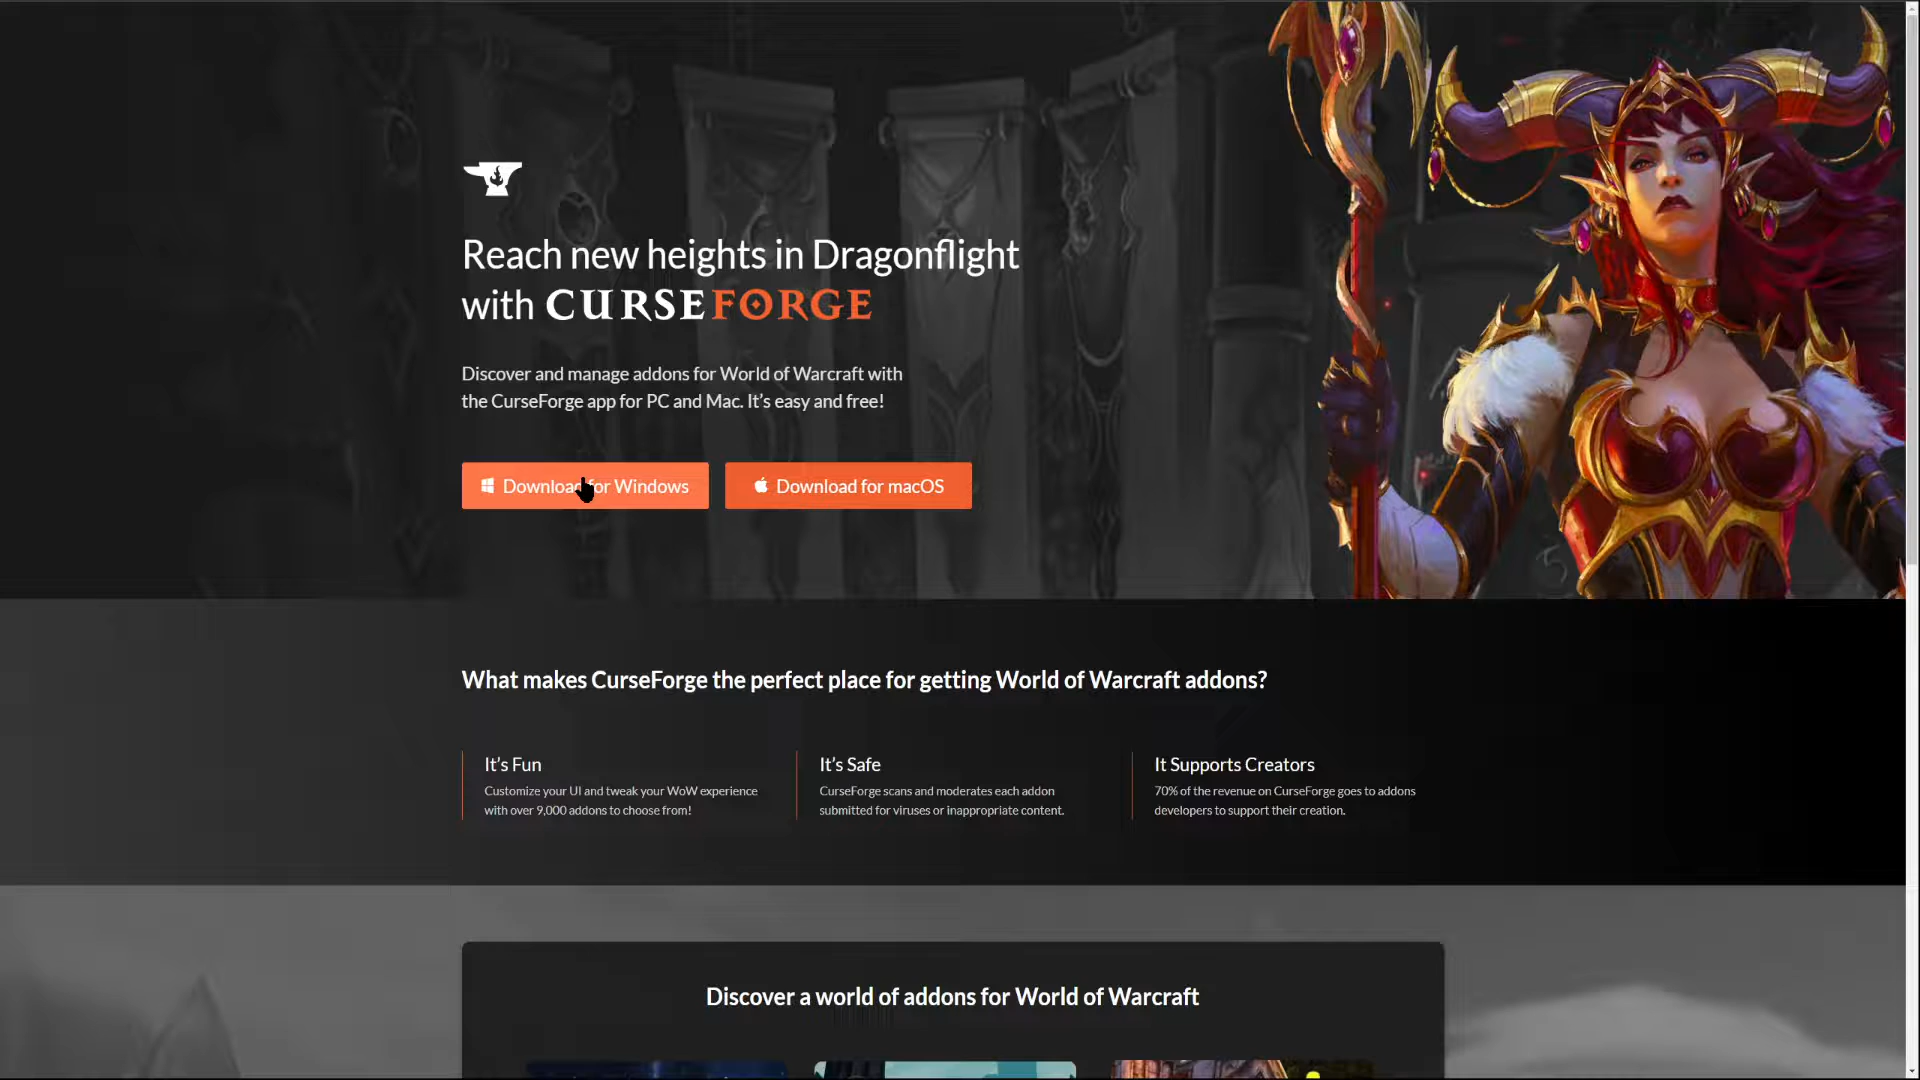 Reach new heights in Dragonflight
with CURSEFORGE
Discover and manage addons for World of Warcraft with
the CurseForge app for PC and Mac. It's easy and free!
Download for Windows
Download for macOS
What makes CurseForge the perfect place for getting World of Warcraft addons?
It's Fun
Customize your UI and tweak your WoW experience
with over 9,000 addons to choose from!
It's Safe
CurseForge scans and moderates each addon
submitted for viruses or inappropriate content.
It Supports Creators
70% of the revenue on CurseForge goes to addons
developers to support their creation.
Discover a world of addons for World of Warcraft